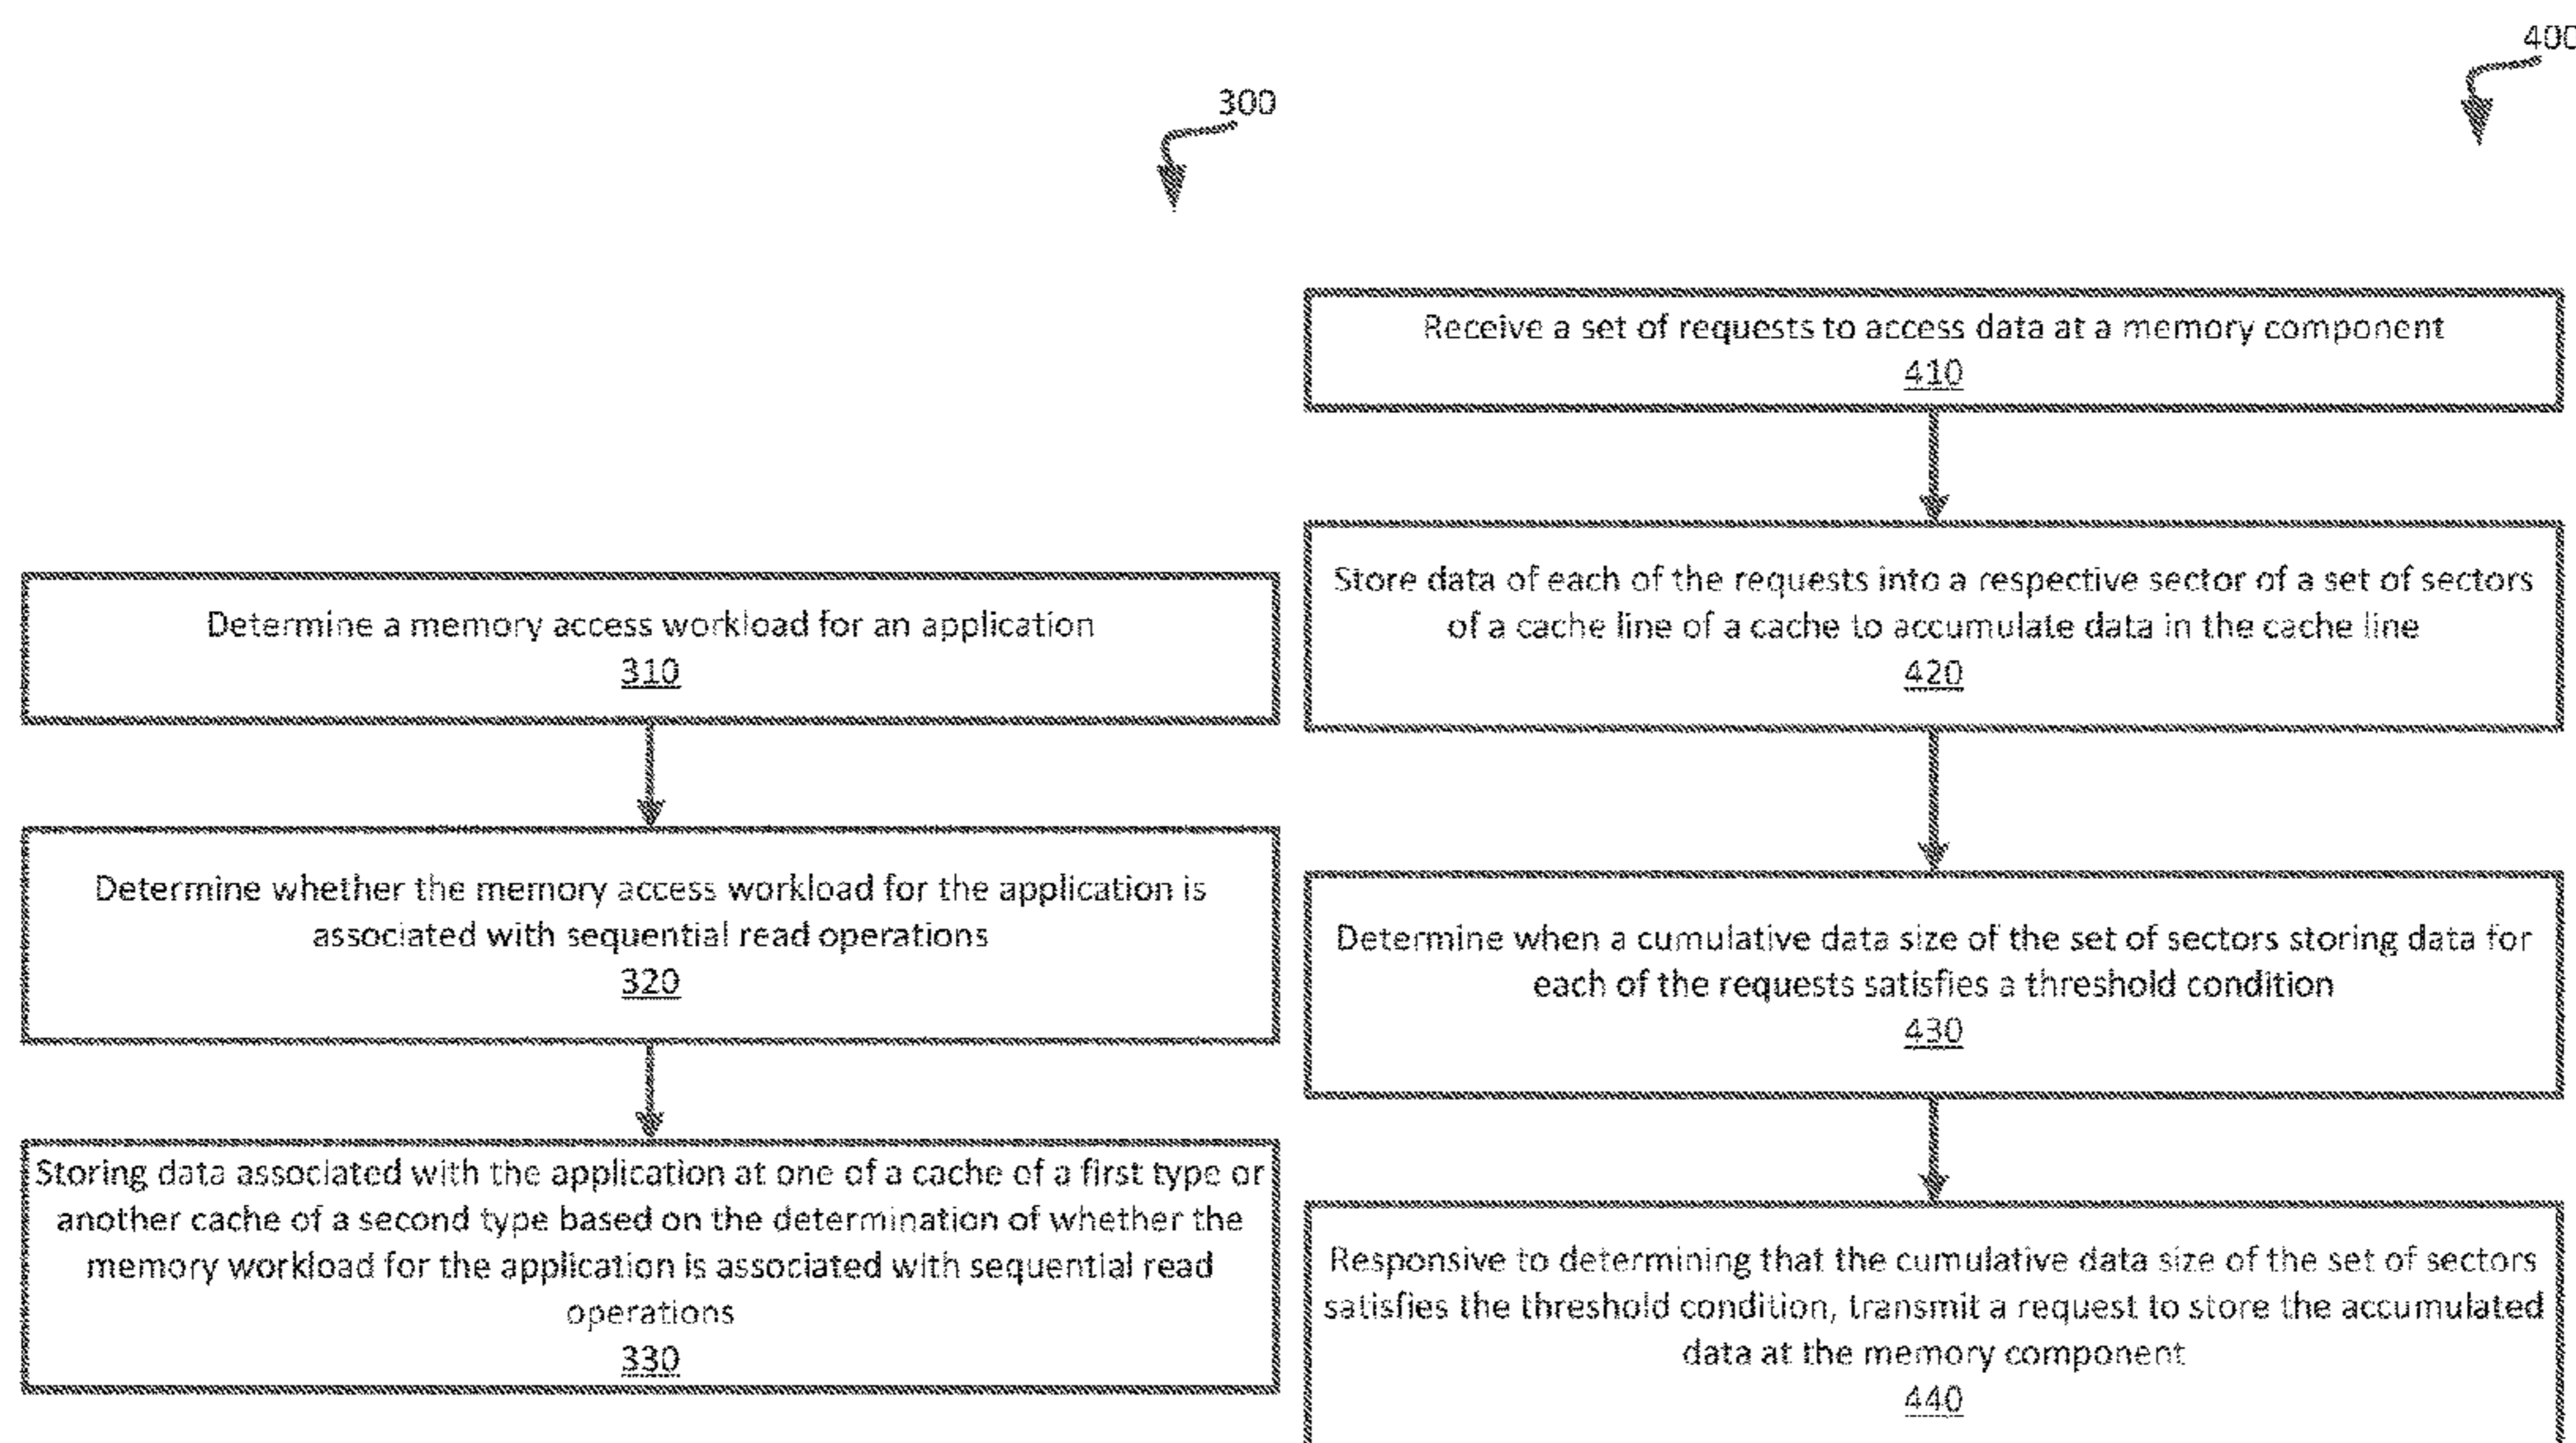 300
Determine a memory access workload for an application
310
Determine whether the memory access workload for the application is
associated with sequential read operations
320
Storing data associated with the application at one of a cache of a first type or
another cache of a second type based on the determination of whether the
memory workload for the application is associated with sequential read
operations
330
400
Receive a set of requests to access data at a memory component
410
Store data of each of the requests into a respective sector of a set of sectors
of a cache line of a cache to accumulate data in the cache line
420
Determine when a cumulative data size of the set of sectors storing data for
each of the requests satisfies a threshold condition
430
Responsive to determining that the cumulative data size of the set of sectors
satisfies the threshold condition, transmit a request to store the accumulated
data at the memory component
440